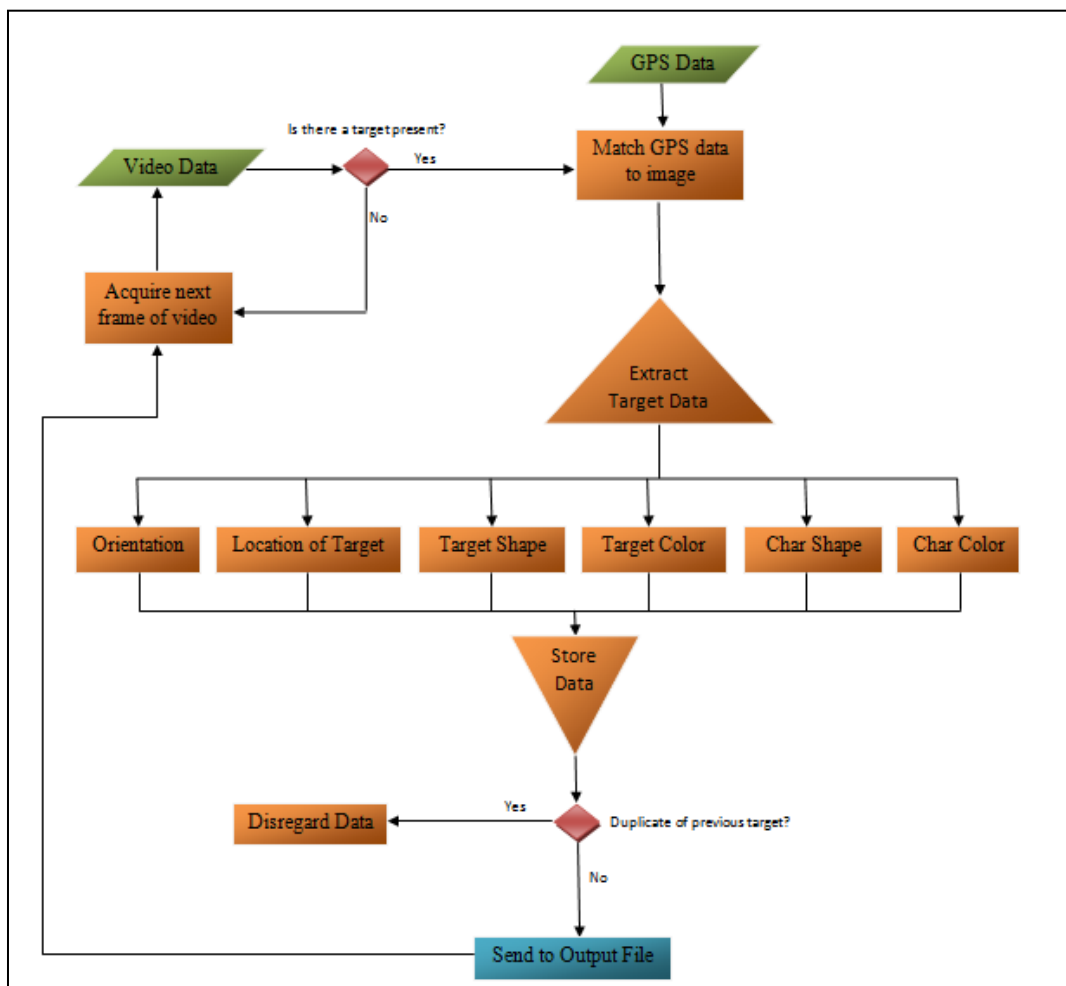 GPS Data
Is there a target present?
Video Data
Yes
Match GPS data
to image
No
Acquire next
frame of video
Extract
Target Data
Orientation
Location of Target
Target Shape
Target Color
Char Shape
Char Color
Store
Data
Yes
Disregard Data
Duplicate of previous target?
No
Send to Output File